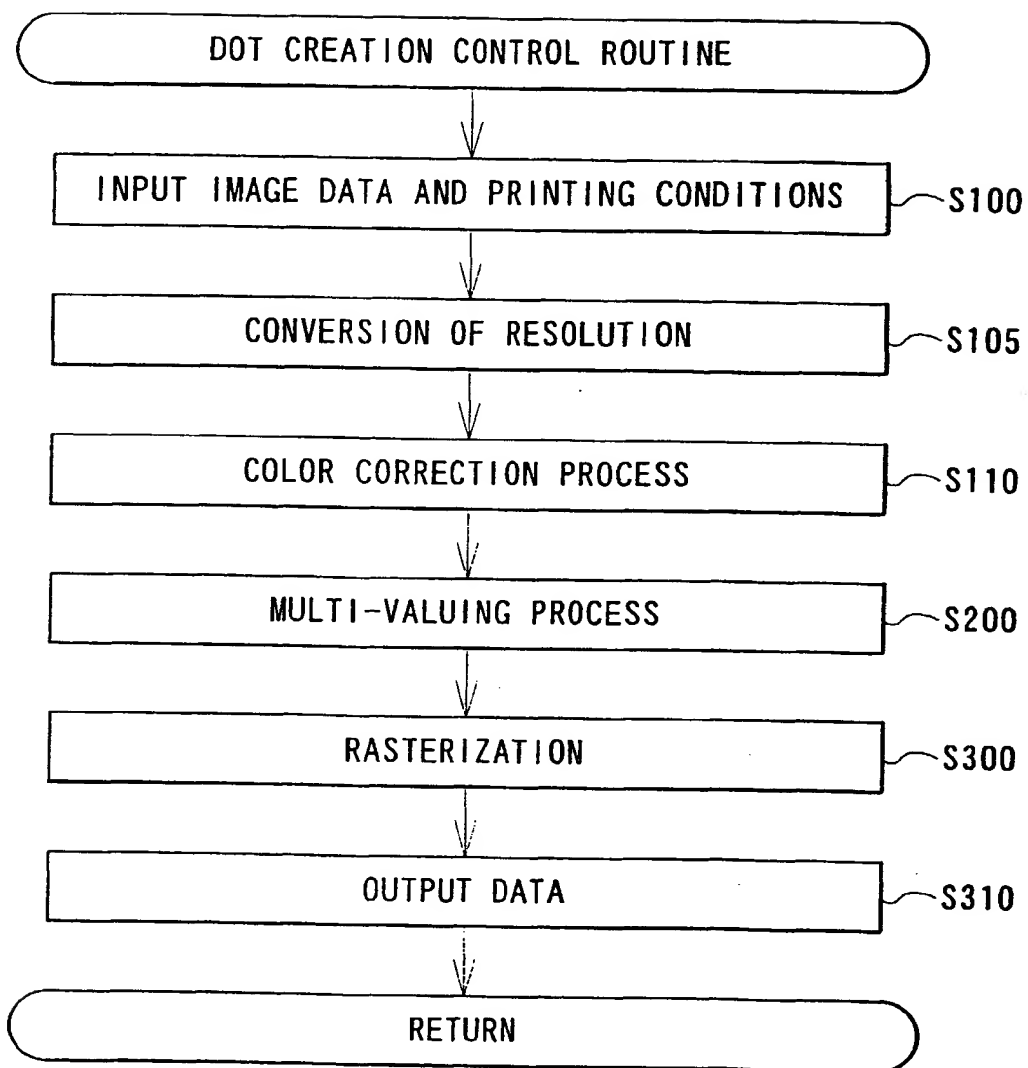 DOT CREATION CONTROL ROUTINE
INPUT IMAGE DATA AND PRINTING CONDITIONS S100
CONVERSION OF RESOLUTION S105
COLOR CORRECTION PROCESS S110
MULTI-VALUING PROCESS S200
RASTERIZATION S300
OUTPUT DATA S310
RETURN